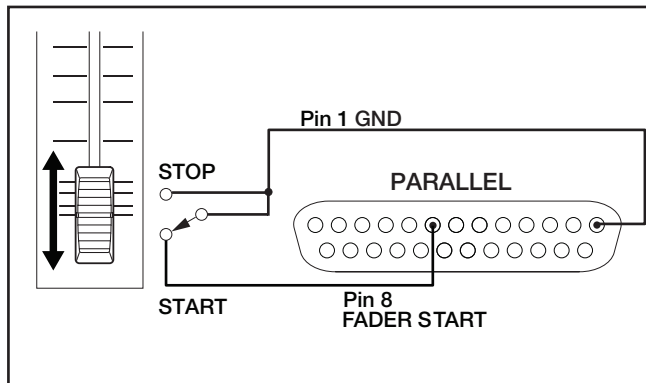 Pin 1 GND
STOP
PARALLEL
START
Pin 8
FADER START